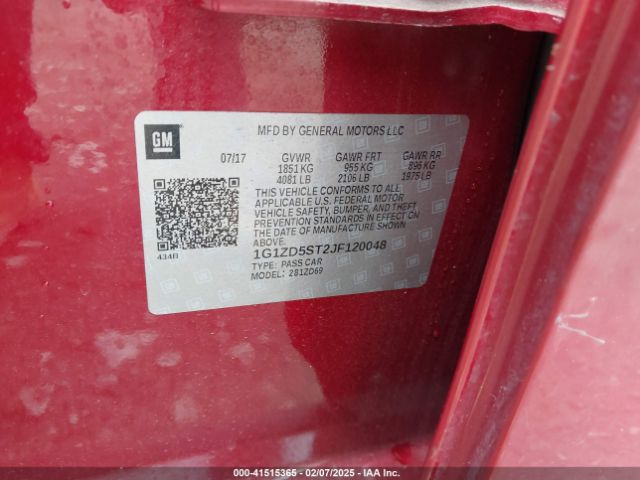 GM
MFD BY GENERAL MOTORS LLC
07/17 GVWR GAWR FRT GAWR RR
1851 KG 955 KG 896 KG
4081 LB 2106 LB 1975 LB
THIS VEHICLE CONFORMS TO ALL
APPLICABLE U.S. FEDERAL MOTOR
VEHICLE SAFETY, BUMPER, AND THEFT
PREVENTION STANDARDS IN EFFECT ON
THE DATE OF MANUFACTURE SHOWN
ABOVE.
434B
1G1ZD5ST2JF120048
TYPE: PASS CAR
MODEL: 281ZD69
000-41515365 - 02/07/2025 - IAA Inc.